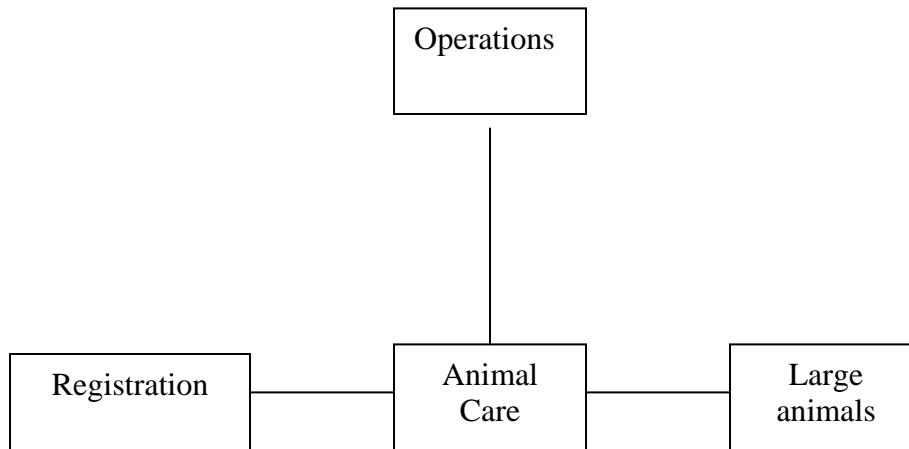 Operations
Registration
Animal
Care
Large
animals